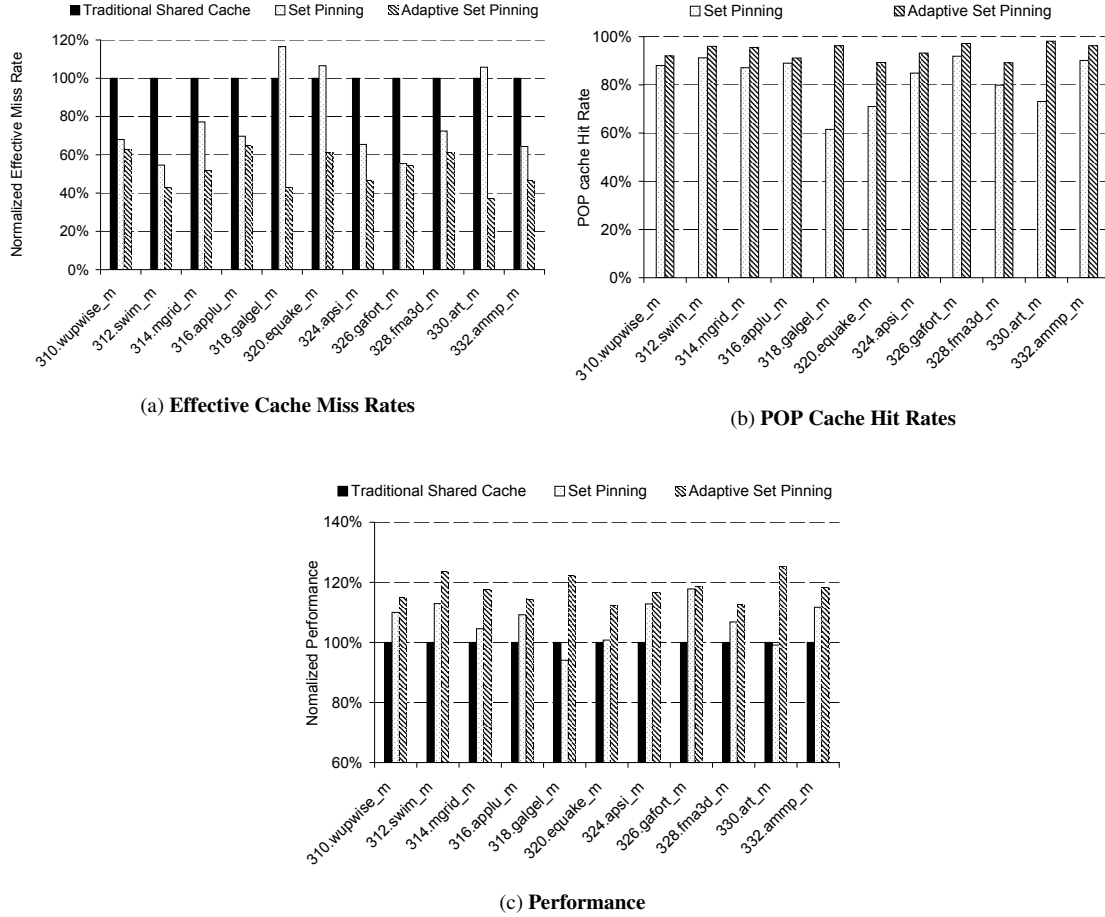 ■ Traditional Shared Cache □ Set Pinning ▨ Adaptive Set Pinning
Normalized Effective Miss Rate
120%
100%
80%
60%
40%
20%
0%
310.wupwise_m
312.swim_m
314.mgrid_m
316.applu_m
318.galgel_m
320.equake_m
324.apsi_m
326.gafort_m
328.fma3d_m
330.art_m
332.ammp_m
(a) Effective Cache Miss Rates
□ Set Pinning ▨ Adaptive Set Pinning
POP cache Hit Rate
100%
80%
60%
40%
20%
0%
310.wupwise_m
312.swim_m
314.mgrid_m
316.applu_m
318.galgel_m
320.equake_m
324.apsi_m
326.gafort_m
328.fma3d_m
330.art_m
332.ammp_m
(b) POP Cache Hit Rates
■ Traditional Shared Cache □ Set Pinning ▨ Adaptive Set Pinning
Nomalized Performance
140%
120%
100%
80%
60%
310.wupwise_m
312.swim_m
314.mgrid_m
316.applu_m
318.galgel_m
320.equake_m
324.apsi_m
326.gafort_m
328.fma3d_m
330.art_m
332.ammp_m
(c) Performance